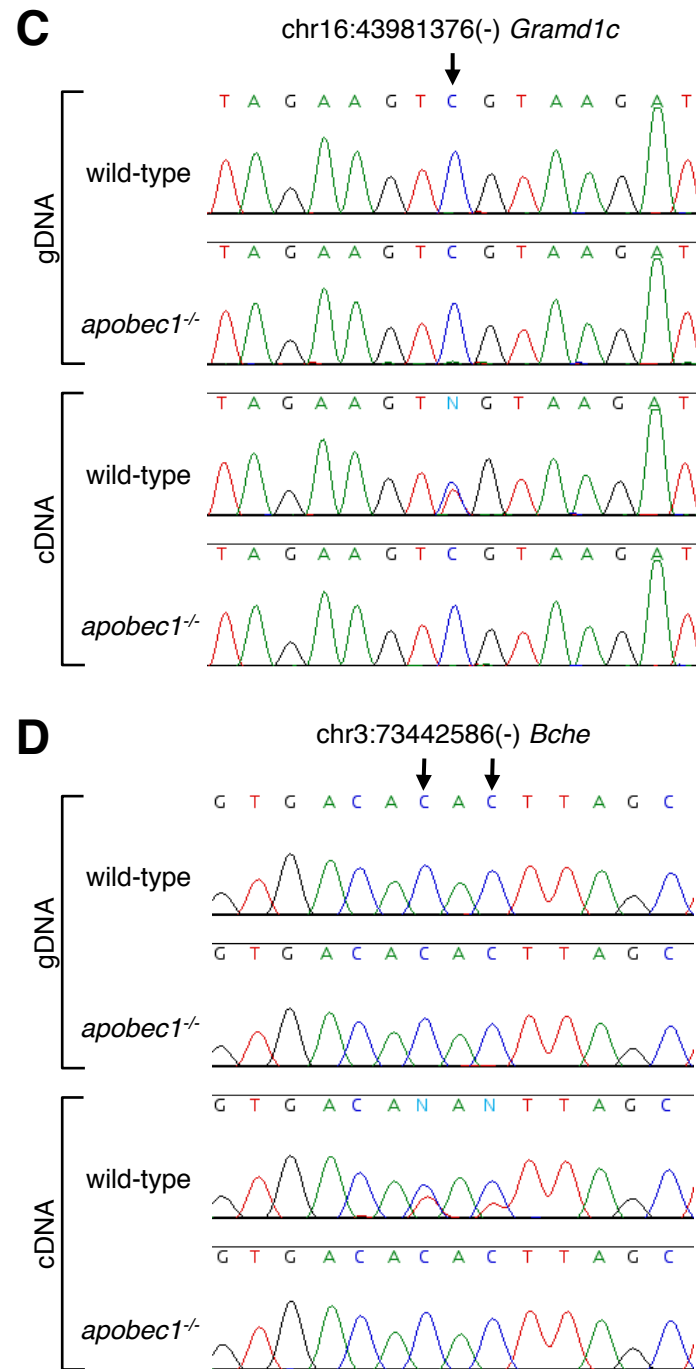 C
chr16:43981376(-) Gramd1c
gDNA
T A G A A G T C G T A A G A T
wild-type
T A G A A G T C G T A A G A T
apobec1-/-
cDNA
T A G A A G T N G T A A G A T
wild-type
T A G A A G T C G T A A G A T
apobec1-/-
D
chr3:73442586(-) Bche
gDNA
G T G A C A C A C T T A G C
wild-type
G T G A C A C A C T T A G C
apobec1-/-
cDNA
G T G A C A N A N T T A G C
wild-type
G T G A C A C A C T T A G C
apobec1-/-